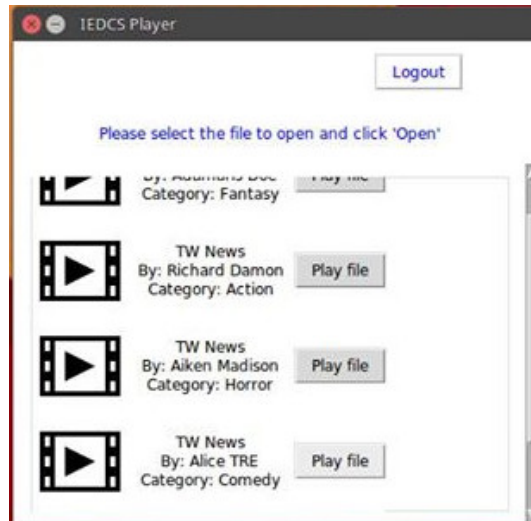 IEDCS Player
Logout
Please select the file to open and click 'Open'
Category: Fantasy
Play file
TW News
By: Richard Damon
Category: Action
Play file
TW News
By: Aiken Madison
Category: Horror
Play file
TW News
By: Alice TRE
Category: Comedy
Play file